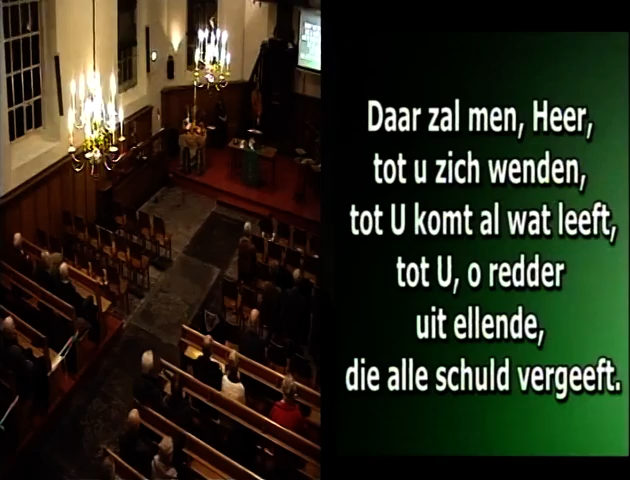 Daar zal men, Heer,
tot u zich wenden,
tot U komt al wat leeft,
tot U, o redder
uit ellende,
die alle schuld vergeeft.